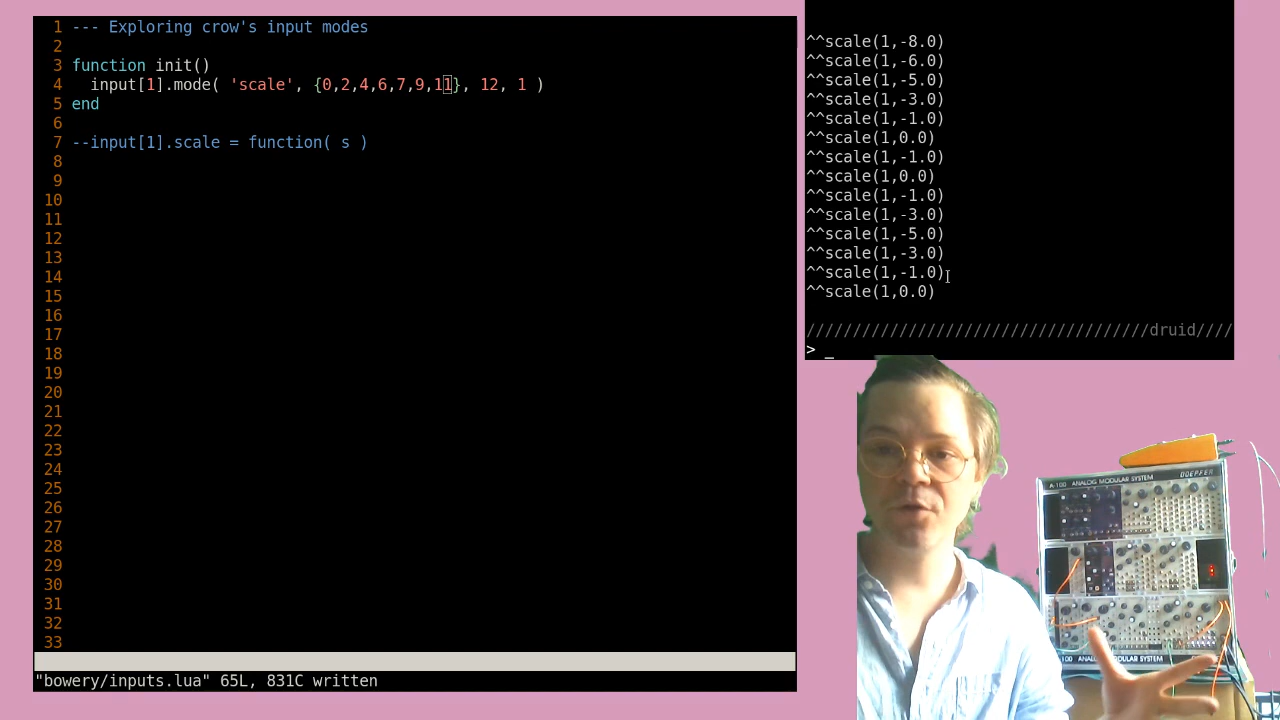 1 --- Exploring crow's input modes
2
3 function init()
4   input[1].mode( 'scale', {0,2,4,6,7,9,11}, 12, 1 )
5 end
6
7 --input[1].scale = function( s )
8
9
10
11
12
13
14
15
16
17
18
19
20
21
22
23
24
25
26
27
28
29
30
31
32
33
"bowery/inputs.lua" 65L, 831C written
^^scale(1,-8.0)
^^scale(1,-6.0)
^^scale(1,-5.0)
^^scale(1,-3.0)
^^scale(1,-1.0)
^^scale(1,0.0)
^^scale(1,-1.0)
^^scale(1,0.0)
^^scale(1,-1.0)
^^scale(1,-3.0)
^^scale(1,-5.0)
^^scale(1,-3.0)
^^scale(1,-1.0)
^^scale(1,0.0)
/////////////////////////////////////druid////
> _
A-100 ANALOG MODULAR SYSTEM DOEPFER
A-100 ANALOG MODULAR SYSTEM